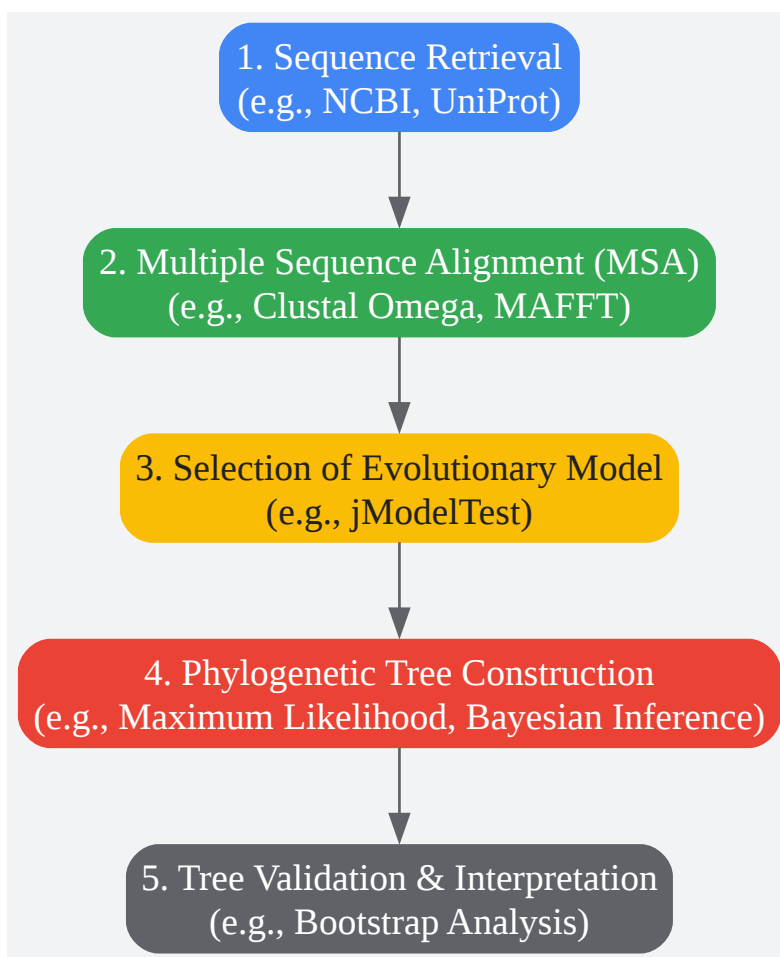 1. Sequence Retrieval
(e.g., NCBI, UniProt)
2. Multiple Sequence Alignment (MSA)
(e.g., Clustal Omega, MAFFT)
3. Selection of Evolutionary Model
(e.g., jModelTest)
4. Phylogenetic Tree Construction
(e.g., Maximum Likelihood, Bayesian Inference)
5. Tree Validation & Interpretation
(e.g., Bootstrap Analysis)